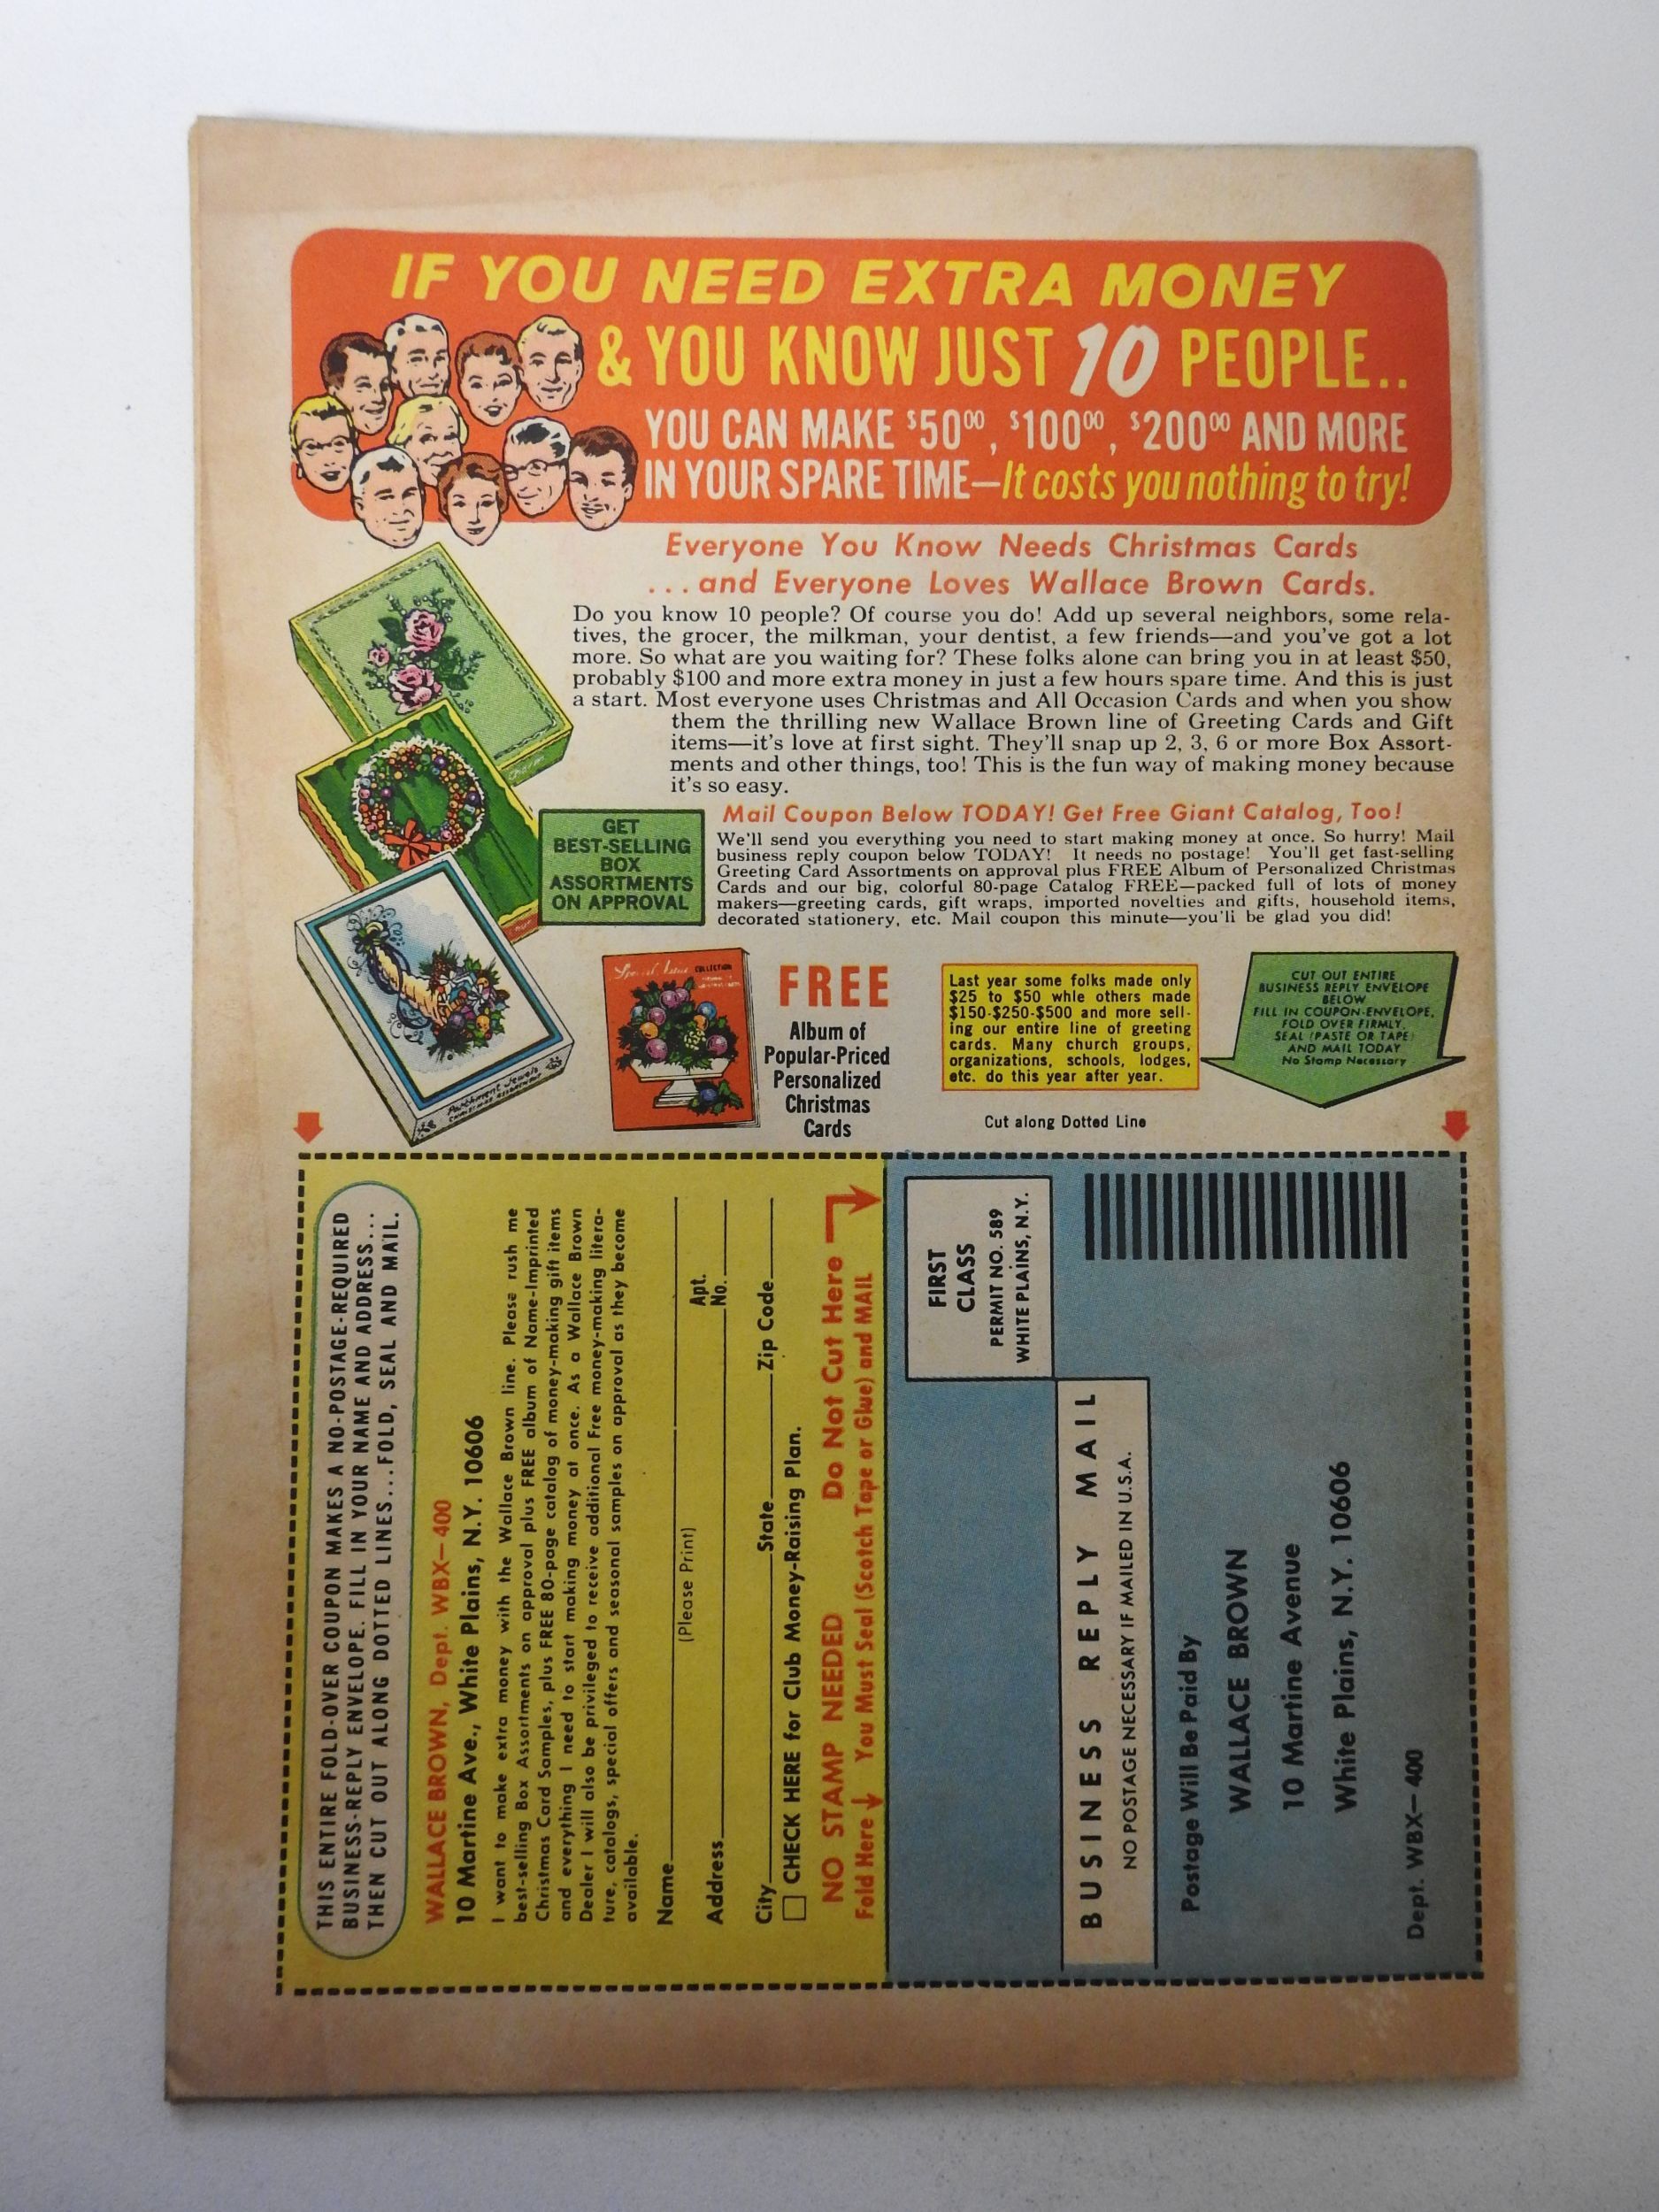 IF YOU NEED EXTRA MONEY
& YOU KNOW JUST 10 PEOPLE..
YOU CAN MAKE $5000, $10000, $20000 AND MORE
IN YOUR SPARE TIME—It costs you nothing to try!
Everyone You Know Needs Christmas Cards
...and Everyone Loves Wallace Brown Cards.
Do you know 10 people? Of course you do! Add up several neighbors, some rela-
tives, the grocer, the milkman, your dentist, a few friends—and you've got a lot
more. So what are you waiting for? These folks alone can bring you in at least $50,
probably $100 and more extra money in just a few hours spare time. And this is just
a start. Most everyone uses Christmas and All Occasion Cards and when you show
them the thrilling new Wallace Brown line of Greeting Cards and Gift
items—it's love at first sight. They'll snap up 2, 3, 6 or more Box Assort-
ments and other things, too! This is the fun way of making money because
it's so easy.
Charm
GET
BEST-SELLING
BOX
ASSORTMENTS
ON APPROVAL
Mail Coupon Below TODAY! Get Free Giant Catalog, Too!
We'll send you everything you need to start making money at once. So hurry! Mail
business reply coupon below TODAY! It needs no postage! You'll get fast-selling
Greeting Card Assortments on approval plus FREE Album of Personalized Christmas
Cards and our big, colorful 80-page Catalog FREE—packed full of lots of money
makers—greeting cards, gift wraps, imported novelties and gifts, household items,
decorated stationery, etc. Mail coupon this minute—you'll be glad you did!
Parchment Jewels
CHRISTMAS ASSORTMENT
COLLECTION
FREE
Album of
Popular-Priced
Personalized
Christmas
Cards
Last year some folks made only
$25 to $50 whle others made
$150-$250-$500 and more sell-
ing our entire line of greeting
cards. Many church groups,
organizations, schools, lodges,
etc. do this year after year.
Cut along Dotted Line
CUT OUT ENTIRE
BUSINESS REPLY ENVELOPE
BELOW
FILL IN COUPON-ENVELOPE,
FOLD OVER FIRMLY,
SEAL (PASTE OR TAPE)
AND MAIL TODAY
No Stamp Necessary
THIS ENTIRE FOLD-OVER COUPON MAKES A NO-POSTAGE-REQUIRED
BUSINESS-REPLY ENVELOPE. FILL IN YOUR NAME AND ADDRESS...
THEN CUT OUT ALONG DOTTED LINES...FOLD, SEAL AND MAIL.
WALLACE BROWN, Dept. WBX—400
10 Martine Ave., White Plains, N.Y. 10606
I want to make extra money with the Wallace Brown line. Please rush me
best-selling Box Assortments on approval plus FREE album of Name-Imprinted
Christmas Card Samples, plus FREE 80-page catalog of money-making gift items
and everything I need to start making money at once. As a Wallace Brown
Dealer I will also be privileged to receive additional Free money-making litera-
ture, catalogs, special offers and seasonal samples on approval as they become
available.
Name
(Please Print)
Address Apt. No.
City State Zip Code
CHECK HERE for Club Money-Raising Plan.
NO STAMP NEEDED Do Not Cut Here
Fold Here You Must Seal (Scotch Tape or Glue) and MAIL
FIRST
CLASS
PERMIT NO. 589
WHITE PLAINS, N.Y.
BUSINESS REPLY MAIL
NO POSTAGE NECESSARY IF MAILED IN U.S.A.
Postage Will Be Paid By
WALLACE BROWN
10 Martine Avenue
White Plains, N.Y. 10606
Dept. WBX—400